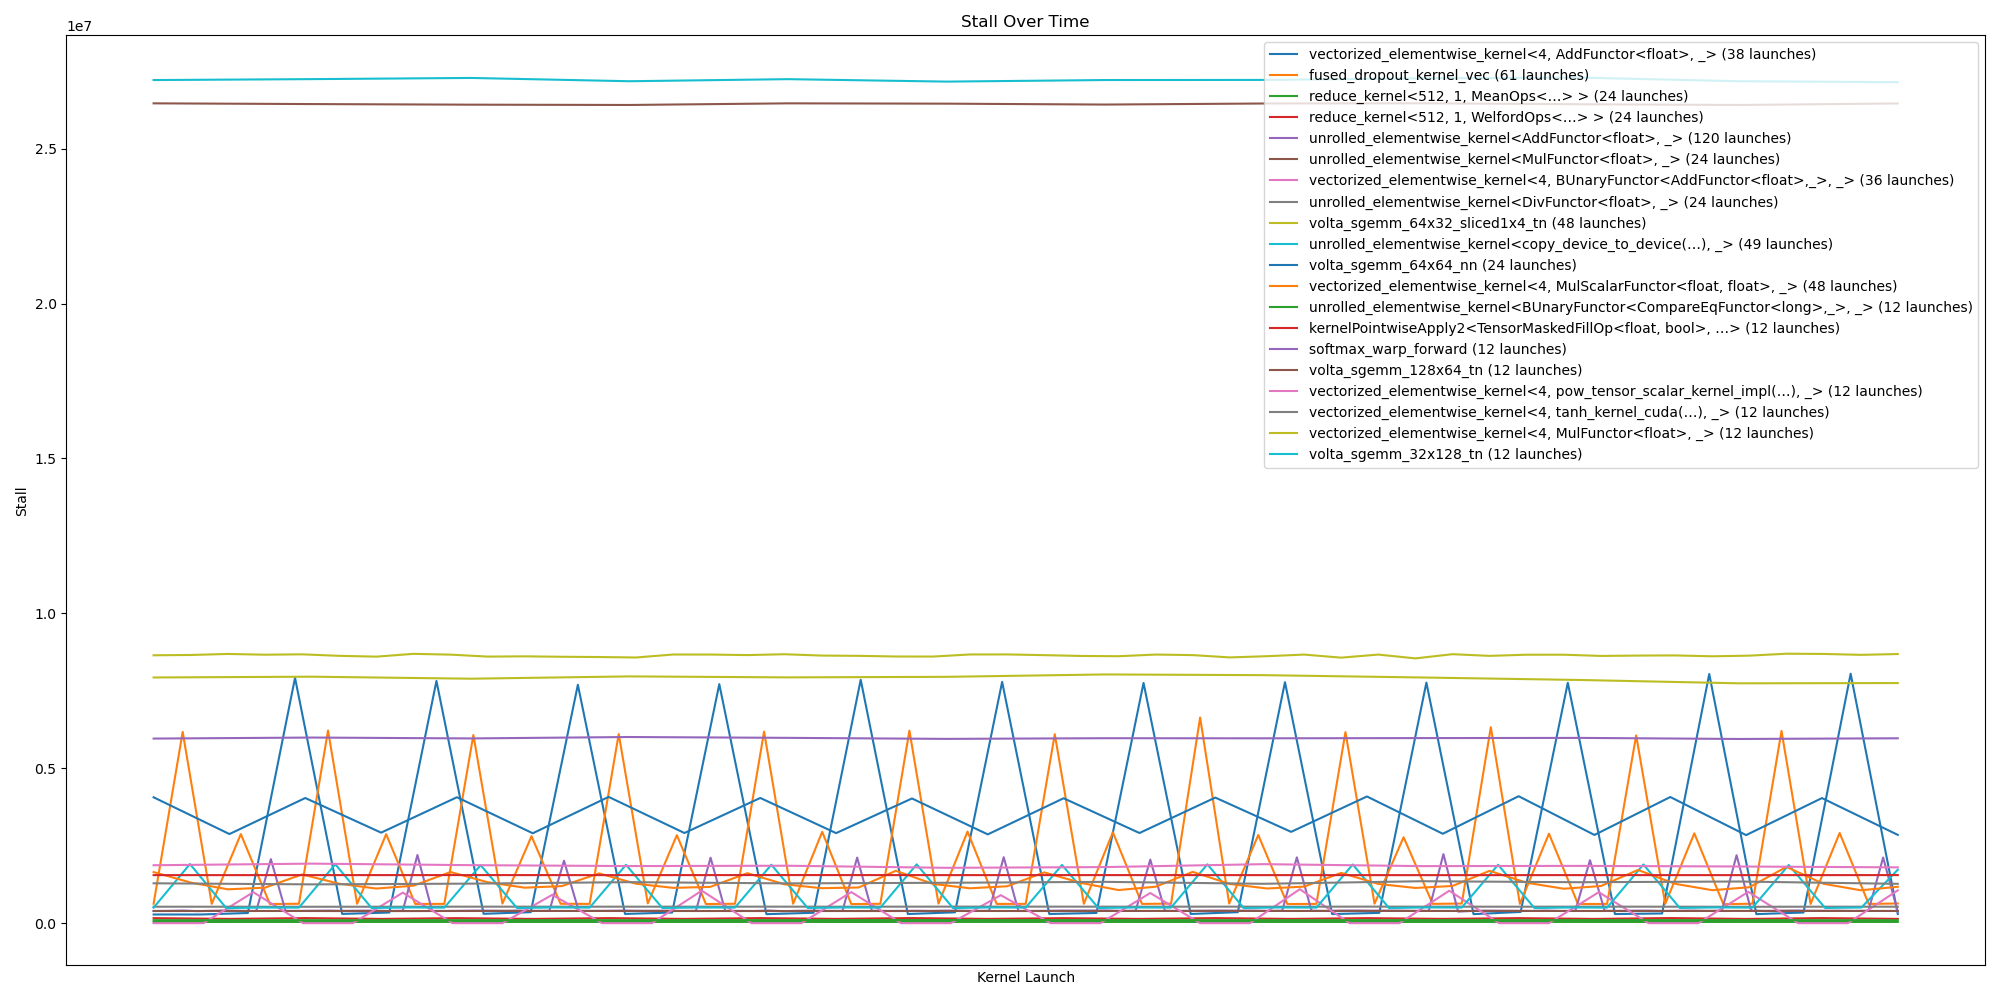 Stall Over Time
1e7
vectorized_elementwise_kernel<4, AddFunctor<float>, _> (38 launches)
fused_dropout_kernel_vec (61 launches)
reduce_kernel<512, 1, MeanOps<...> > (24 launches)
reduce_kernel<512, 1, WelfordOps<...> > (24 launches)
unrolled_elementwise_kernel<AddFunctor<float>, _> (120 launches)
unrolled_elementwise_kernel<MulFunctor<float>, _> (24 launches)
vectorized_elementwise_kernel<4, BUnaryFunctor<AddFunctor<float>,_>, _> (36 launches)
unrolled_elementwise_kernel<DivFunctor<float>, _> (24 launches)
volta_sgemm_64x32_sliced1x4_tn (48 launches)
unrolled_elementwise_kernel<copy_device_to_device(...), _> (49 launches)
volta_sgemm_64x64_nn (24 launches)
vectorized_elementwise_kernel<4, MulScalarFunctor<float, float>, _> (48 launches)
unrolled_elementwise_kernel<BUnaryFunctor<CompareEqFunctor<long>,_>, _> (12 launches)
kernelPointwiseApply2<TensorMaskedFillOp<float, bool>, ...> (12 launches)
softmax_warp_forward (12 launches)
volta_sgemm_128x64_tn (12 launches)
vectorized_elementwise_kernel<4, pow_tensor_scalar_kernel_impl(...), _> (12 launches)
vectorized_elementwise_kernel<4, tanh_kernel_cuda(...), _> (12 launches)
vectorized_elementwise_kernel<4, MulFunctor<float>, _> (12 launches)
volta_sgemm_32x128_tn (12 launches)
2.5
2.0
1.5
1.0
0.5
0.0
Stall
Kernel Launch